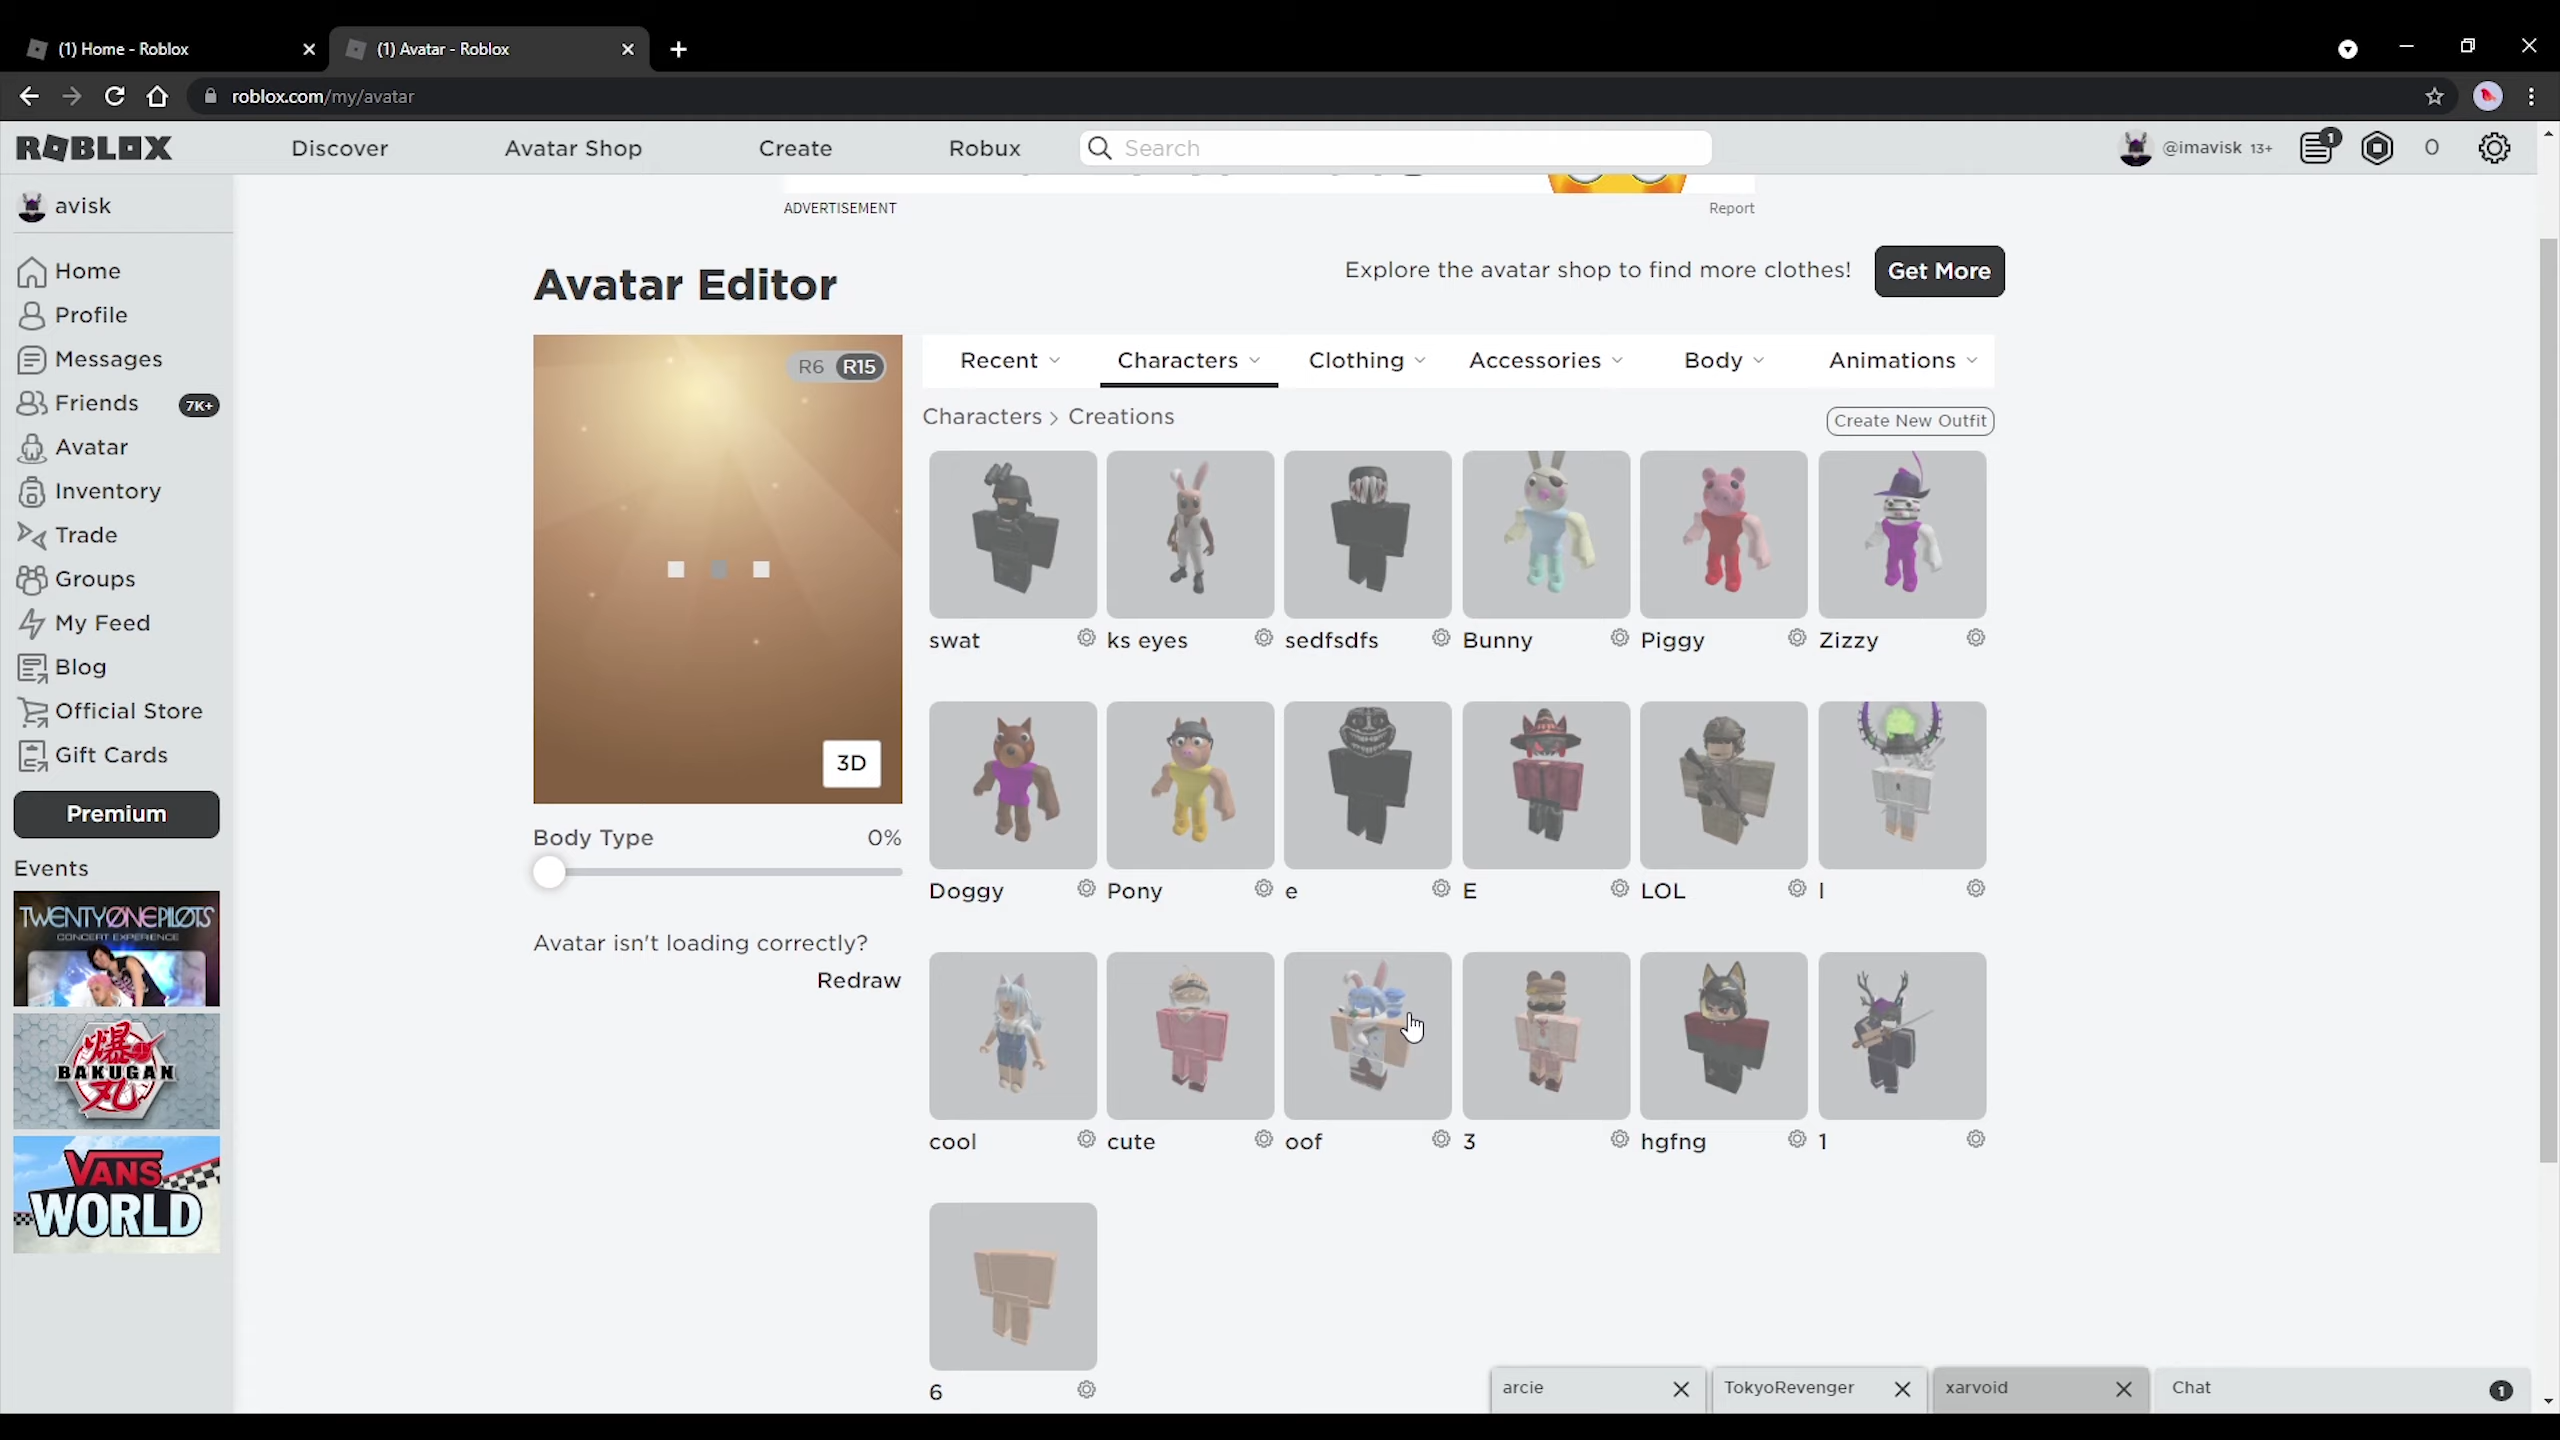 (1) Home - Roblox
(1) Avatar - Roblox
roblox.com/my/avatar
ROBLOX
Discover
Avatar Shop
Create
Robux
Search
@imavisk 13+
1
0
avisk
ADVERTISEMENT
Report
Home
Profile
Messages
Friends
7K+
Avatar
Inventory
Trade
Groups
My Feed
Blog
Official Store
Gift Cards
Premium
Events
TWENTY ONE PILOTS
CONCERT EXPERIENCE
爆丸
BAKUGAN
VANS
WORLD
Avatar Editor
Explore the avatar shop to find more clothes!
Get More
R6 R15
3D
Body Type
0%
Avatar isn't loading correctly?
Redraw
Recent
Characters
Clothing
Accessories
Body
Animations
Characters > Creations
Create New Outfit
swat
ks eyes
sedfsdfs
Bunny
Piggy
Zizzy
Doggy
Pony
e
E
LOL
l
cool
cute
oof
3
hgfng
1
6
arcie
TokyoRevenger
xarvoid
Chat
1